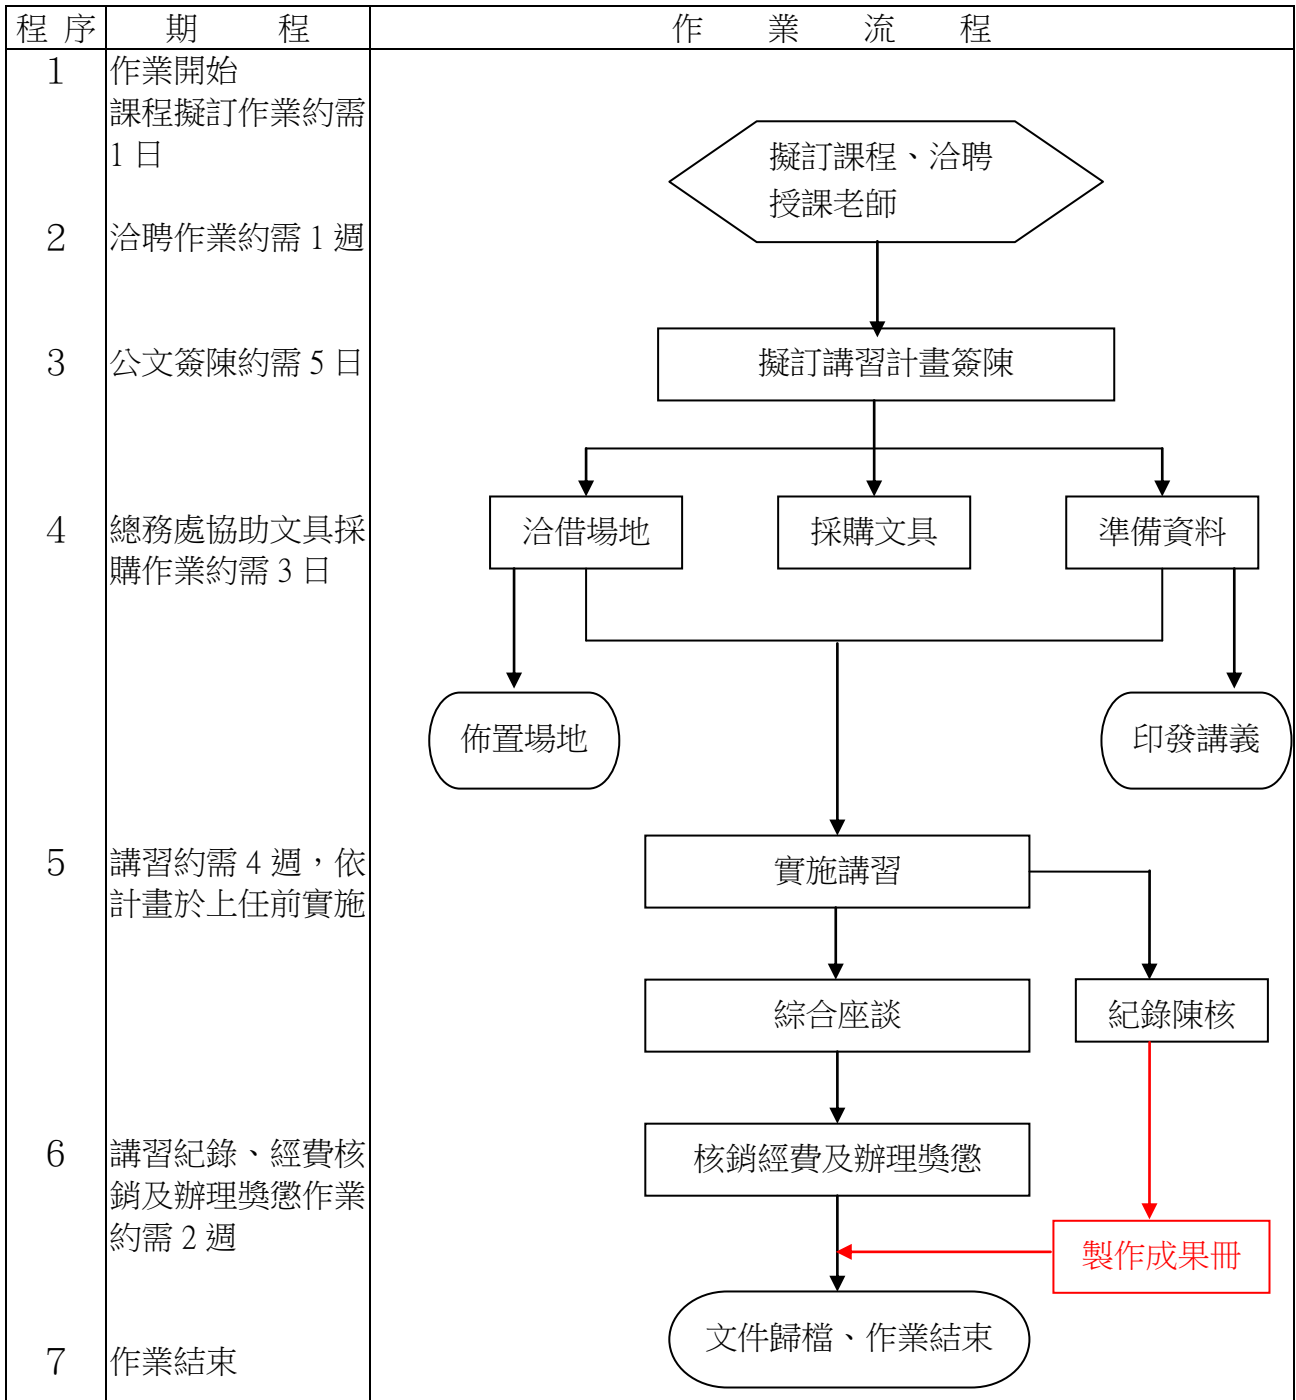 程序 期程 作業流程
1 作業開始
課程擬訂作業約需
1日
擬訂課程、洽聘
授課老師
2 洽聘作業約需1週
3 公文簽陳約需5日
擬訂講習計畫簽陳
4 總務處協助文具採
購作業約需3日
洽借場地 採購文具 準備資料
佈置場地 印發講義
5 講習約需4週，依
計畫於上任前實施
實施講習
綜合座談 紀錄陳核
6 講習紀錄、經費核
銷及辦理獎懲作業
約需2週
核銷經費及辦理獎懲
製作成果冊
文件歸檔、作業結束
7 作業結束